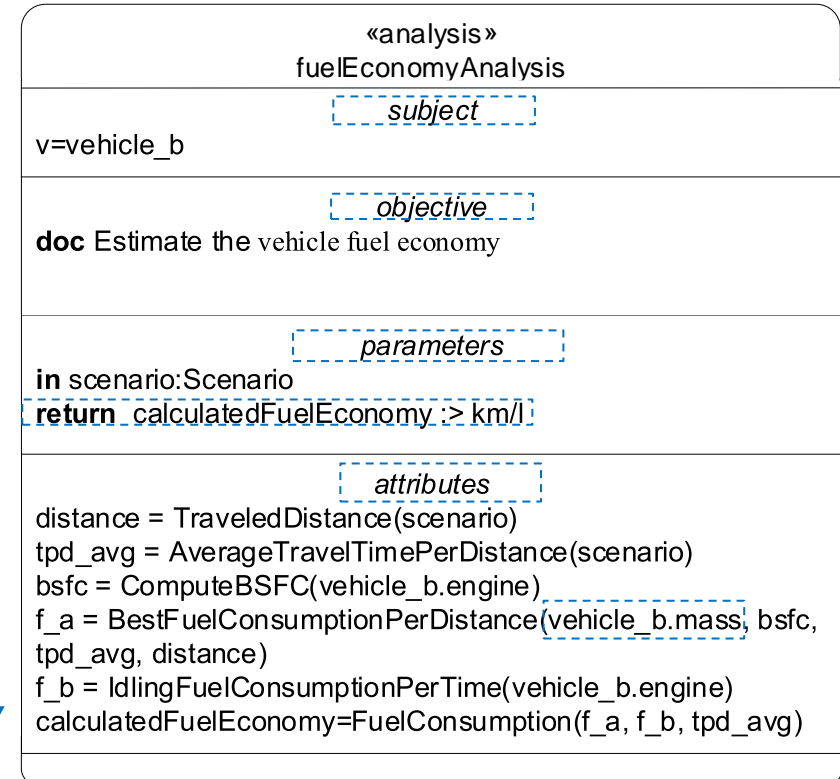 «analysis»
fuelEconomyAnalysis
subject
v=vehicle_b
objective
doc Estimate the vehicle fuel economy
parameters
in scenario:Scenario
return calculatedFuelEconomy :> km/l
attributes
distance = TraveledDistance(scenario)
tpd_avg = AverageTravelTimePerDistance(scenario)
bsfc = ComputeBSFC(vehicle_b.engine)
f_a = BestFuelConsumptionPerDistance(vehicle_b.mass, bsfc,
tpd_avg, distance)
f_b = IdlingFuelConsumptionPerTime(vehicle_b.engine)
calculatedFuelEconomy=FuelConsumption(f_a, f_b, tpd_avg)